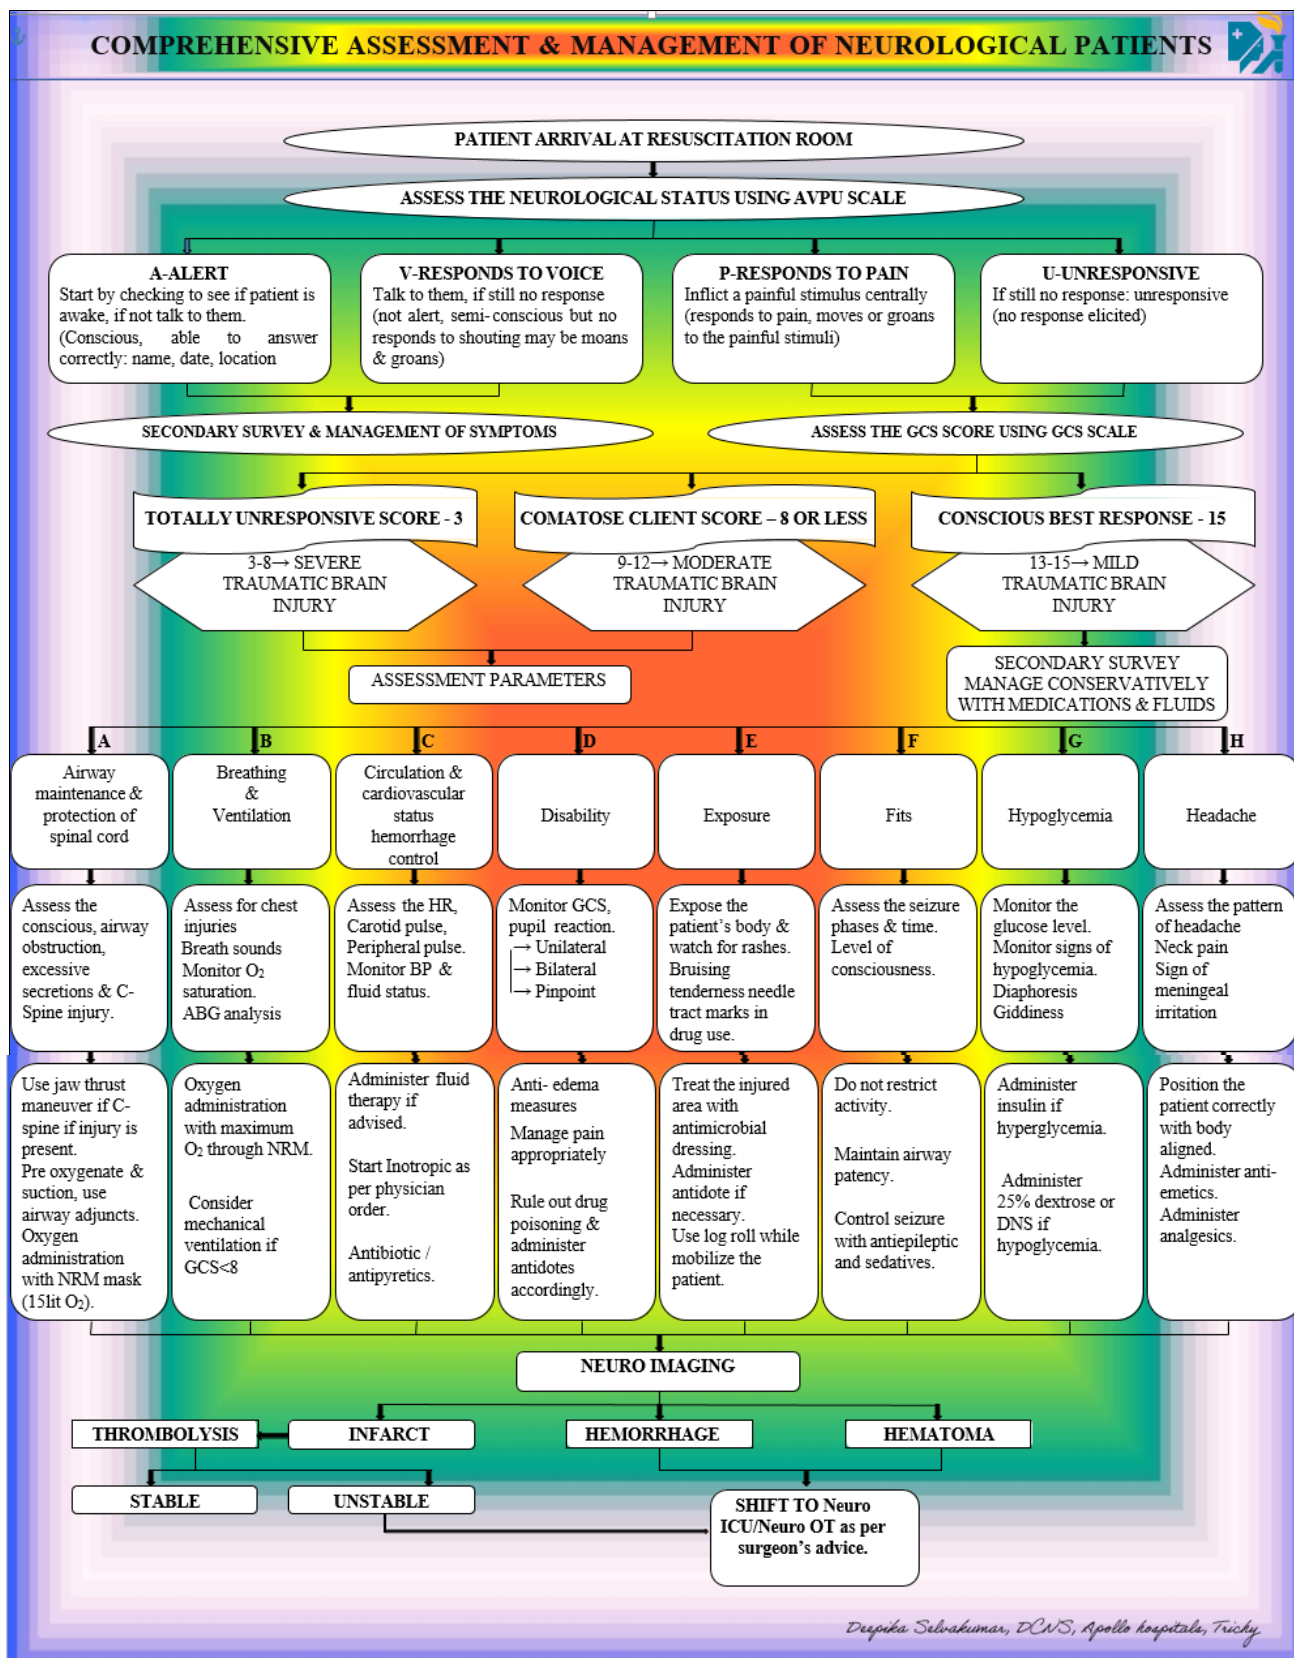 COMPREHENSIVE ASSESSMENT & MANAGEMENT OF NEUROLOGICAL PATIENTS
PATIENT ARRIVAL AT RESUSCITATION ROOM
ASSESS THE NEUROLOGICAL STATUS USING AVPU SCALE
A-ALERT
Start by checking to see if patient is
awake, if not talk to them.
(Conscious, able to answer
correctly: name, date, location
V-RESPONDS TO VOICE
Talk to them, if still no response
(not alert, semi-conscious but no
responds to shouting may be moans
& groans)
P-RESPONDS TO PAIN
Inflict a painful stimulus centrally
(responds to pain, moves or groans
to the painful stimuli)
U-UNRESPONSIVE
If still no response: unresponsive
(no response elicited)
SECONDARY SURVEY & MANAGEMENT OF SYMPTOMS
ASSESS THE GCS SCORE USING GCS SCALE
TOTALLY UNRESPONSIVE SCORE - 3
COMATOSE CLIENT SCORE – 8 OR LESS
CONSCIOUS BEST RESPONSE - 15
3-8→ SEVERE
TRAUMATIC BRAIN
INJURY
9-12→ MODERATE
TRAUMATIC BRAIN
INJURY
13-15→ MILD
TRAUMATIC BRAIN
INJURY
ASSESSMENT PARAMETERS
SECONDARY SURVEY
MANAGE CONSERVATIVELY
WITH MEDICATIONS & FLUIDS
A
B
C
D
E
F
G
H
Airway
maintenance &
protection of
spinal cord
Breathing
&
Ventilation
Circulation &
cardiovascular
status
hemorrhage
control
Disability
Exposure
Fits
Hypoglycemia
Headache
Assess the
conscious, airway
obstruction,
excessive
secretions & C-
Spine injury.
Assess for chest
injuries
Breath sounds
Monitor O₂
saturation.
ABG analysis
Assess the HR,
Carotid pulse,
Peripheral pulse.
Monitor BP &
fluid status.
Monitor GCS,
pupil reaction.
→ Unilateral
→ Bilateral
→ Pinpoint
Expose the
patient's body &
watch for rashes.
Bruising
tenderness needle
tract marks in
drug use.
Assess the seizure
phases & time.
Level of
consciousness.
Monitor the
glucose level.
Monitor signs of
hypoglycemia.
Diaphoresis
Giddiness
Assess the pattern
of headache
Neck pain
Sign of
meningeal
irritation
Use jaw thrust
maneuver if C-
spine if injury is
present.
Pre oxygenate &
suction, use
airway adjuncts.
Oxygen
administration
with NRM mask
(15lit O₂).
Oxygen
administration
with maximum
O₂ through NRM.
Consider
mechanical
ventilation if
GCS<8
Administer fluid
therapy if
advised.
Start Inotropic as
per physician
order.
Antibiotic /
antipyretics.
Anti- edema
measures
Manage pain
appropriately
Rule out drug
poisoning &
administer
antidotes
accordingly.
Treat the injured
area with
antimicrobial
dressing.
Administer
antidote if
necessary.
Use log roll while
mobilize the
patient.
Do not restrict
activity.
Maintain airway
patency.
Control seizure
with antiepileptic
and sedatives.
Administer
insulin if
hyperglycemia.
Administer
25% dextrose or
DNS if
hypoglycemia.
Position the
patient correctly
with body
aligned.
Administer anti-
emetics.
Administer
analgesics.
NEURO IMAGING
THROMBOLYSIS
INFARCT
HEMORRHAGE
HEMATOMA
STABLE
UNSTABLE
SHIFT TO Neuro
ICU/Neuro OT as per
surgeon's advice.
Deepika Selvakumar, DCNS, Apollo hospitals, Trichy